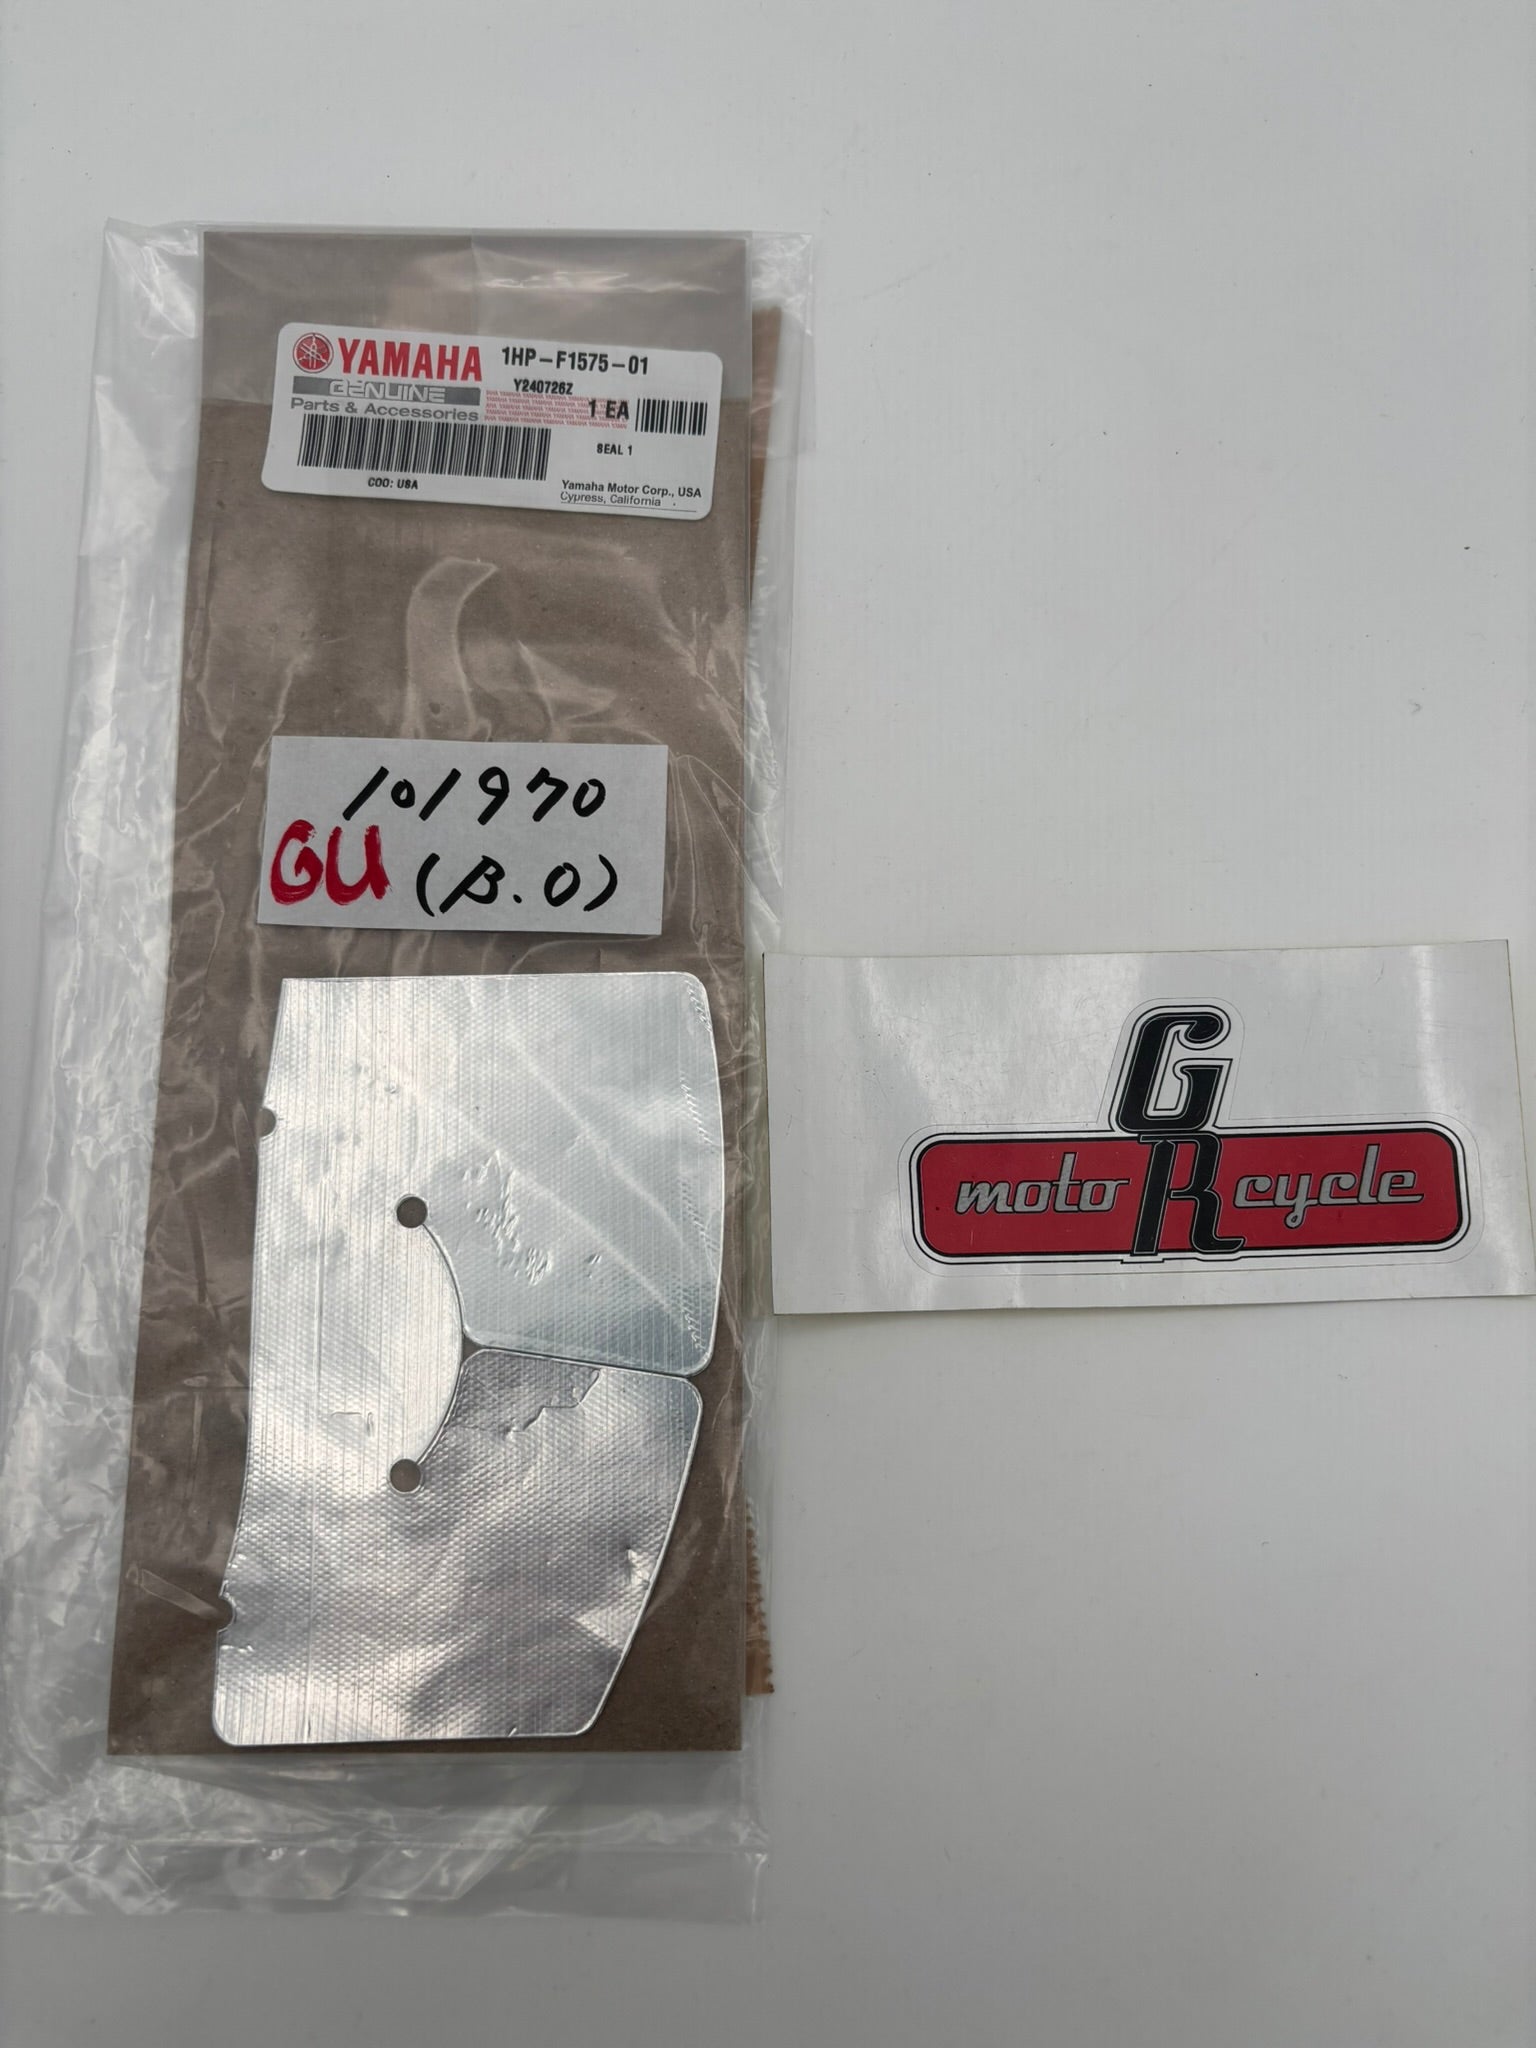 YAMAHA
1HP-F1575-01
GENUINE
Y240726Z
Parts & Accessories
1 EA
SEAL 1
COO: USA
Yamaha Motor Corp., USA
Cypress, California
101970
GU (B.O)
G
moto R cycle